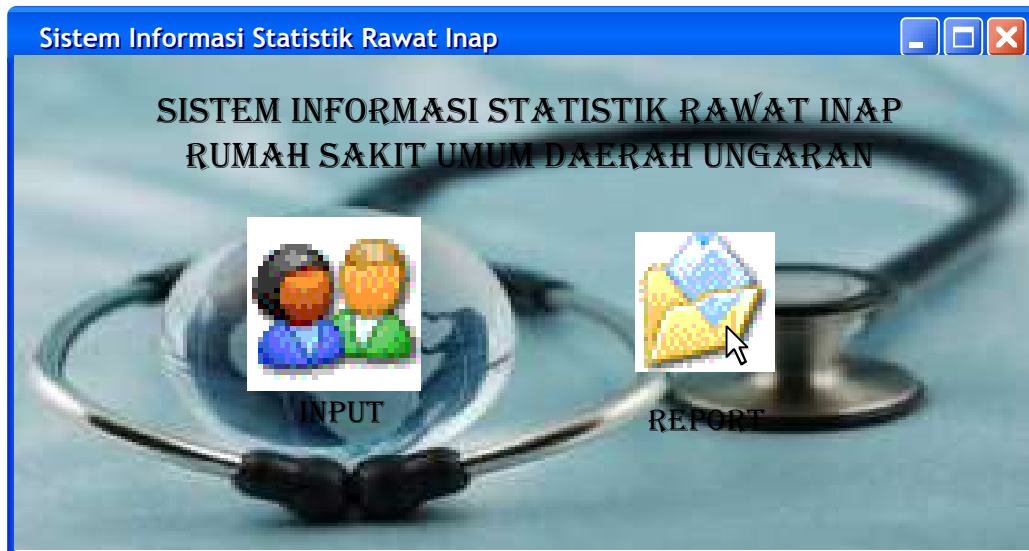 Sistem Informasi Statistik Rawat Inap
SISTEM INFORMASI STATISTIK RAWAT INAP
RUMAH SAKIT UMUM DAERAH UNGARAN
INPUT
REPORT